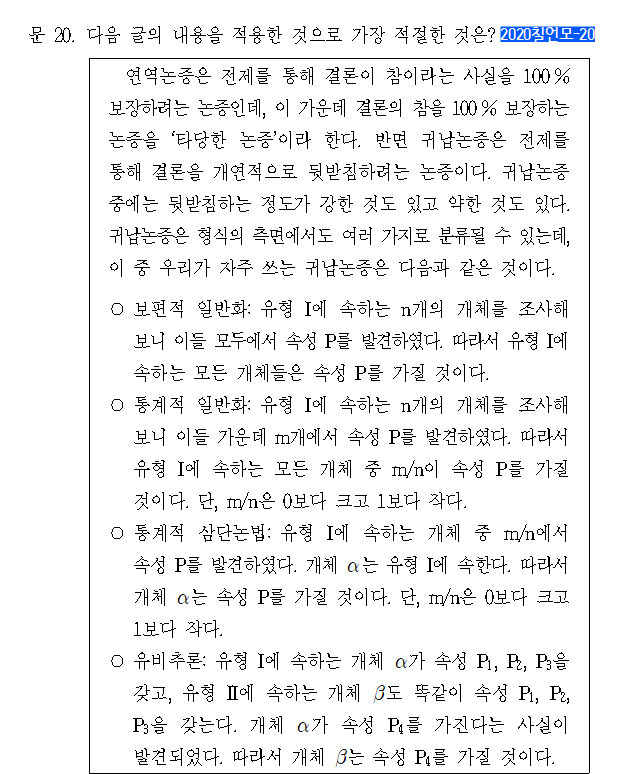 문 20. 다음 글의 내용을 적용한 것으로 가장 적절한 것은? 2020침언모-20
연역논증은 전제를 통해 결론이 참이라는 사실을 100%
보장하려는 논증인데, 이 가운데 결론의 참을 100% 보장하는
논증을 ‘타당한 논증’이라 한다. 반면 귀납논증은 전제를
통해 결론을 개연적으로 뒷받침하려는 논증이다. 귀납논증
중에는 뒷받침하는 정도가 강한 것도 있고 약한 것도 있다.
귀납논증은 형식의 측면에서도 여러 가지로 분류될 수 있는데,
이 중 우리가 자주 쓰는 귀납논증은 다음과 같은 것이다.
○ 보편적 일반화: 유형 I에 속하는 n개의 개체를 조사해
보니 이들 모두에서 속성 P를 발견하였다. 따라서 유형 I에
속하는 모든 개체들은 속성 P를 가질 것이다.
○ 통계적 일반화: 유형 I에 속하는 n개의 개체를 조사해
보니 이들 가운데 m개에서 속성 P를 발견하였다. 따라서
유형 I에 속하는 모든 개체 중 m/n이 속성 P를 가질
것이다. 단, m/n은 0보다 크고 1보다 작다.
○ 통계적 삼단논법: 유형 I에 속하는 개체 중 m/n에서
속성 P를 발견하였다. 개체 α는 유형 I에 속한다. 따라서
개체 α는 속성 P를 가질 것이다. 단, m/n은 0보다 크고
1보다 작다.
○ 유비추론: 유형 I에 속하는 개체 α가 속성 P₁, P₂, P₃을
갖고, 유형 II에 속하는 개체 β도 똑같이 속성 P₁, P₂,
P₃을 갖는다. 개체 α가 속성 P₄를 가진다는 사실이
발견되었다. 따라서 개체 β는 속성 P₄를 가질 것이다.